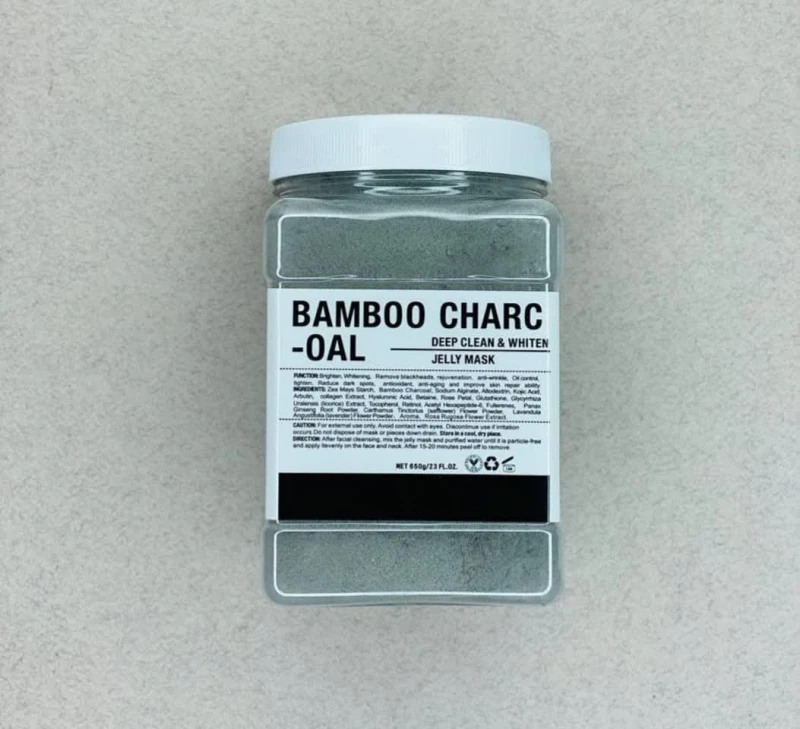 BAMBOO CHARC
-OAL
DEEP CLEAN & WHITEN
JELLY MASK
FUNCTION: Brighten, Whitening, Remove blackheads, rejuvenation, anti-wrinkle, Oil control,
tighten, Reduce dark spots, antioxidant, anti-aging and improve skin repair ability.
INGREDIENTS: Zea Mays Starch, Bamboo Charcoal, Sodium Alginate, Kojic Acid,
Arbutin, collagen Extract, Hyaluronic Acid, Betaine, Rose Petal, Glutathione, Glycyrrhiza
Uralensis (licorice) Extract, Tocopherol, Retinol, Acetyl Hexapeptide-8, Fullerenes, Panax
Ginseng Root Powder, Carthamus Tinctorius (safflower) Flower Powder, Lavandula
Angustifolia (lavender) Flower Powder, Aroma, Rosa Rugosa Flower Extract.
CAUTION: For external use only. Avoid contact with eyes. Discontinue use if irritation
occurs. Do not dispose of mask or pieces down drain. Store in a cool, dry place.
DIRECTION: After facial cleansing, mix the jelly mask and purified water until it is particle-free
and apply itevenly on the face and neck. After 15-20 minutes peel off to remove.
NET 650g/23 FL.OZ.